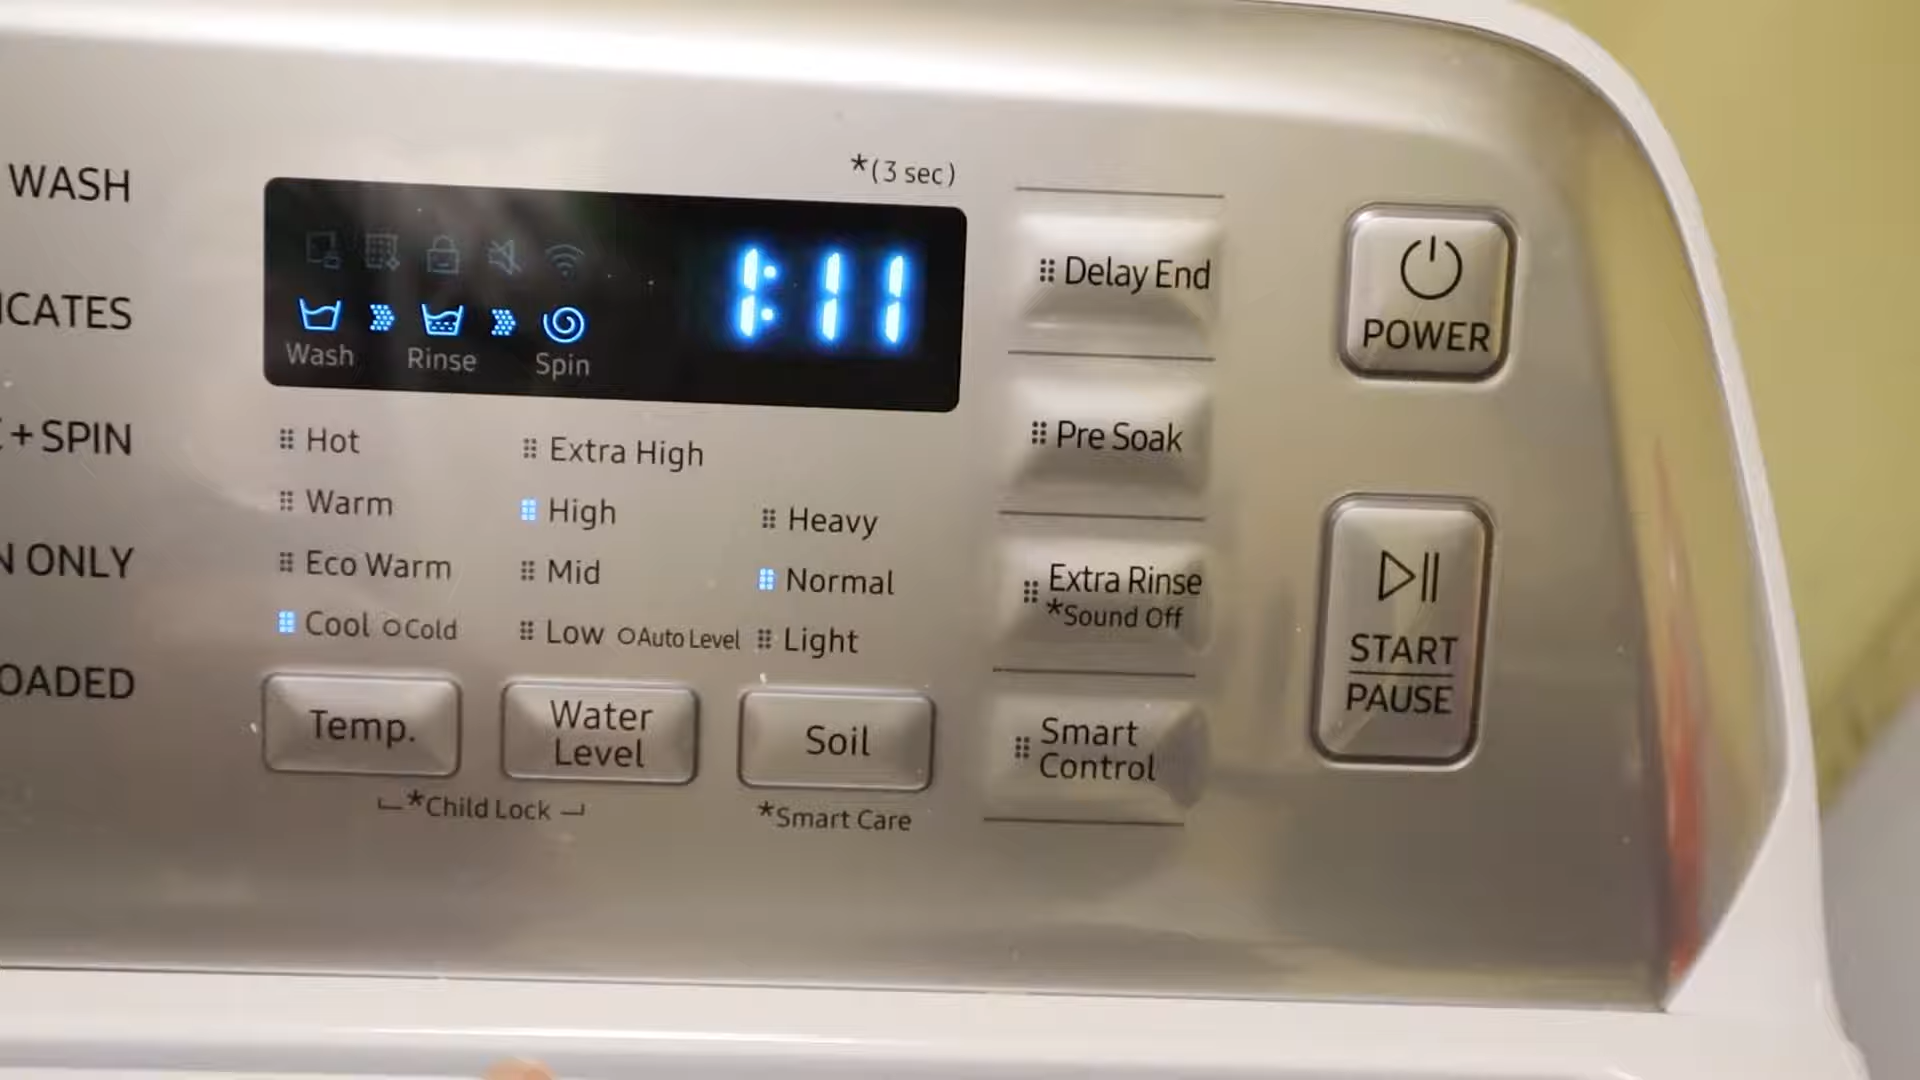 WASH
ICATES
+ SPIN
N ONLY
OADED
*(3 sec)
1:11
Wash
Rinse
Spin
Hot
Warm
Eco Warm
Cool
Cold
Extra High
High
Mid
Low
Auto Level
Heavy
Normal
Light
Temp.
Water
Level
Soil
*Child Lock
*Smart Care
Delay End
Pre Soak
Extra Rinse
*Sound Off
Smart
Control
POWER
START
PAUSE